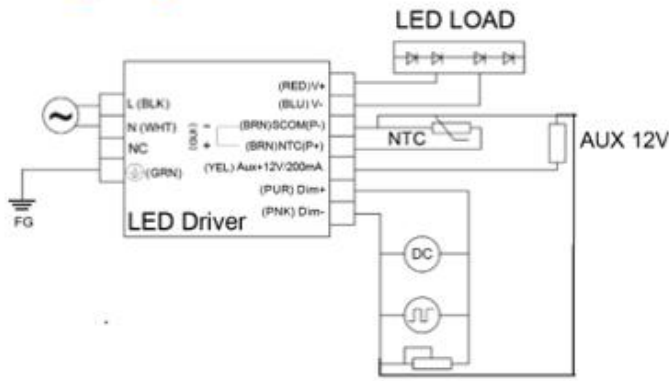 LED LOAD
(RED)V+
L (BLK)
(BLU) V-
N (WHT)
-
(BRN)SCOM(P-)
NTC
AUX 12V
NC
+
(BRN)NTC(P+)
(YEL) Aux+12V/200mA
(GRN)
(PUR) Dim+
FG
LED Driver
(PNK) Dim-
DC